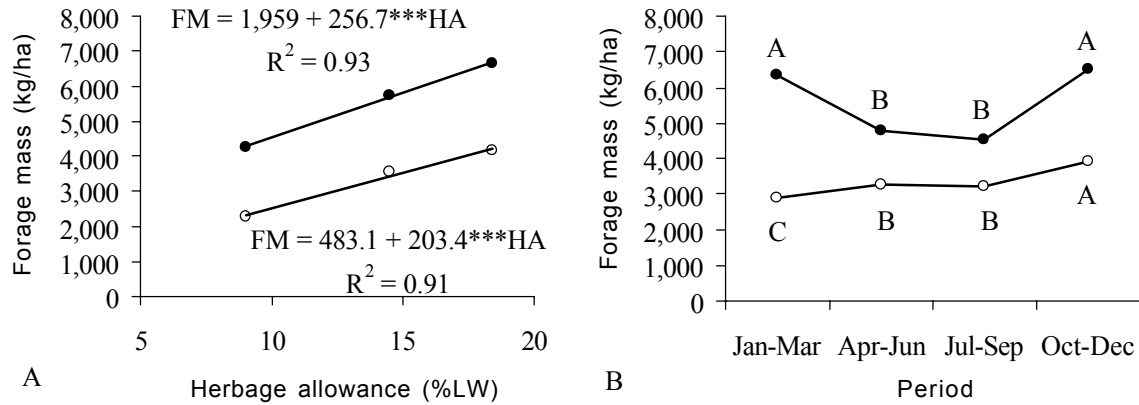 FM = 1,959 + 256.7***HA
R² = 0.93
Forage mass (kg/ha)
8,000
7,000
6,000
5,000
4,000
3,000
2,000
1,000
0
FM = 483.1 + 203.4***HA
R² = 0.91
5 10 15 20
A
Herbage allowance (%LW)
Forage mass (kg/ha)
8,000
7,000
6,000
5,000
4,000
3,000
2,000
1,000
0
A B B A
C B B A
Jan-Mar Apr-Jun Jul-Sep Oct-Dec
B
Period